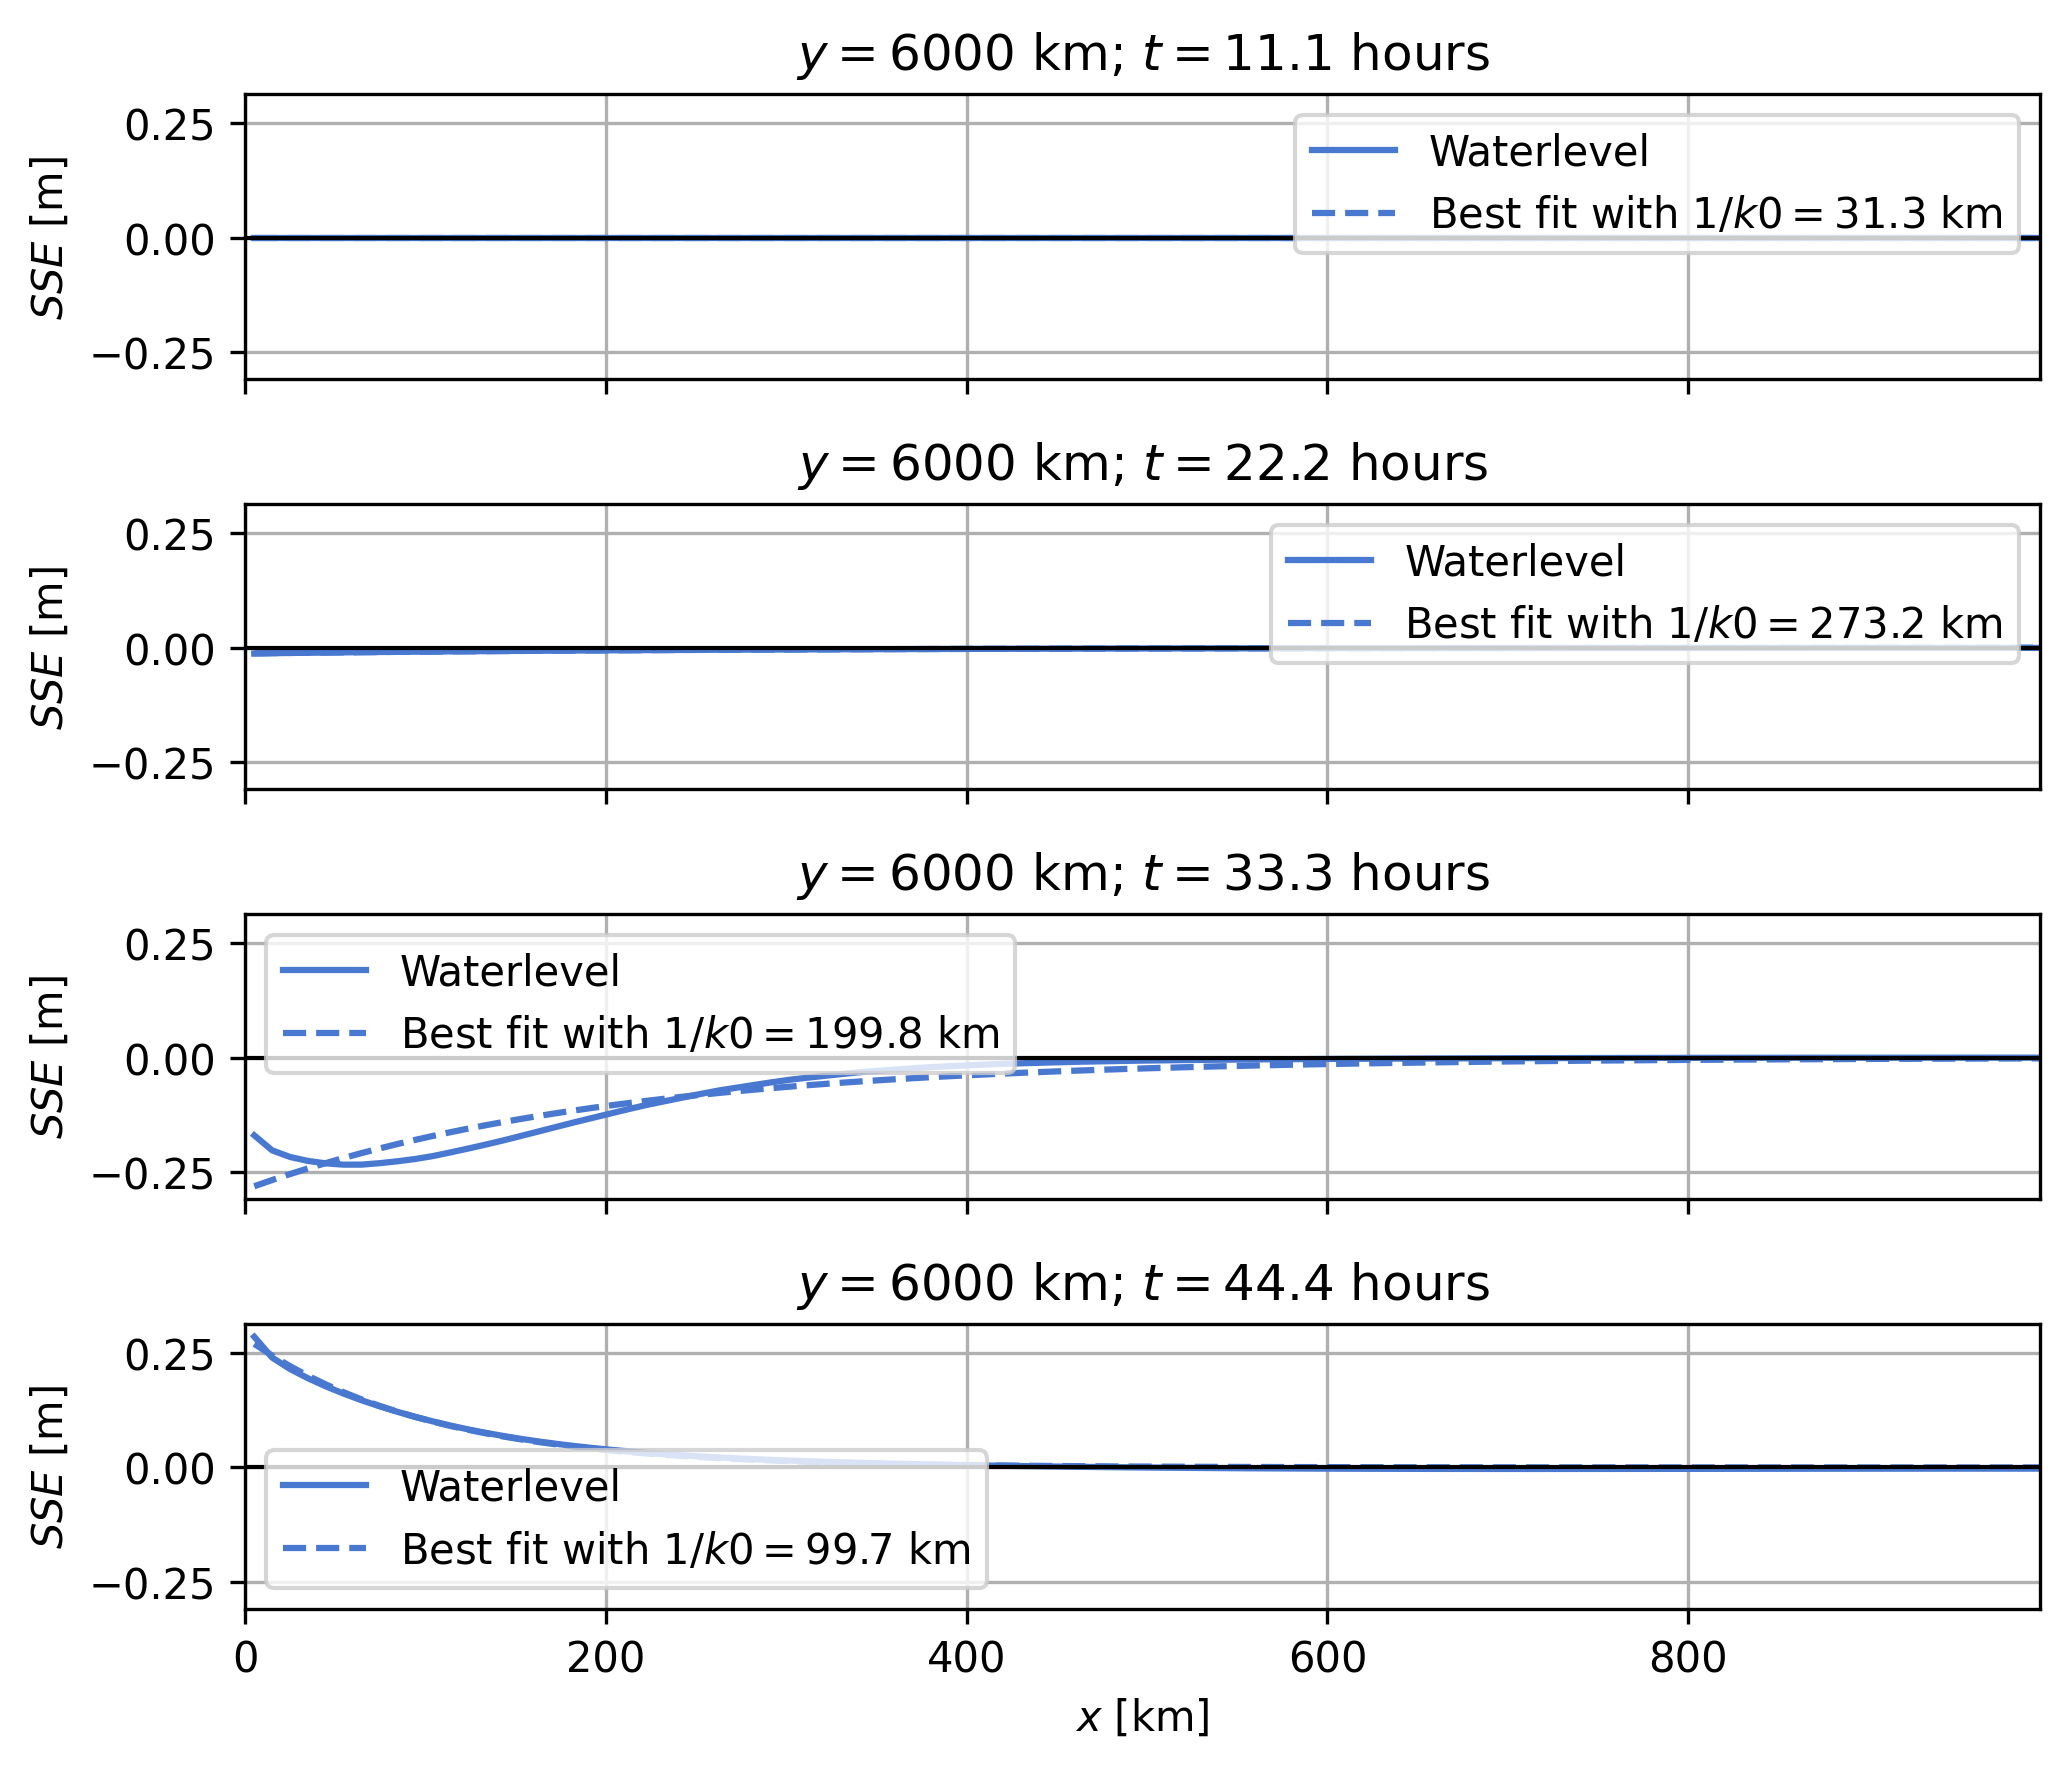 y = 6000 km; t = 11.1 hours
0.25
0.00
−0.25
SSE [m]
Waterlevel
Best fit with 1/k0 = 31.3 km
y = 6000 km; t = 22.2 hours
0.25
0.00
−0.25
SSE [m]
Waterlevel
Best fit with 1/k0 = 273.2 km
y = 6000 km; t = 33.3 hours
0.25
0.00
−0.25
SSE [m]
Waterlevel
Best fit with 1/k0 = 199.8 km
y = 6000 km; t = 44.4 hours
0.25
0.00
−0.25
SSE [m]
Waterlevel
Best fit with 1/k0 = 99.7 km
0 200 400 600 800
x [km]